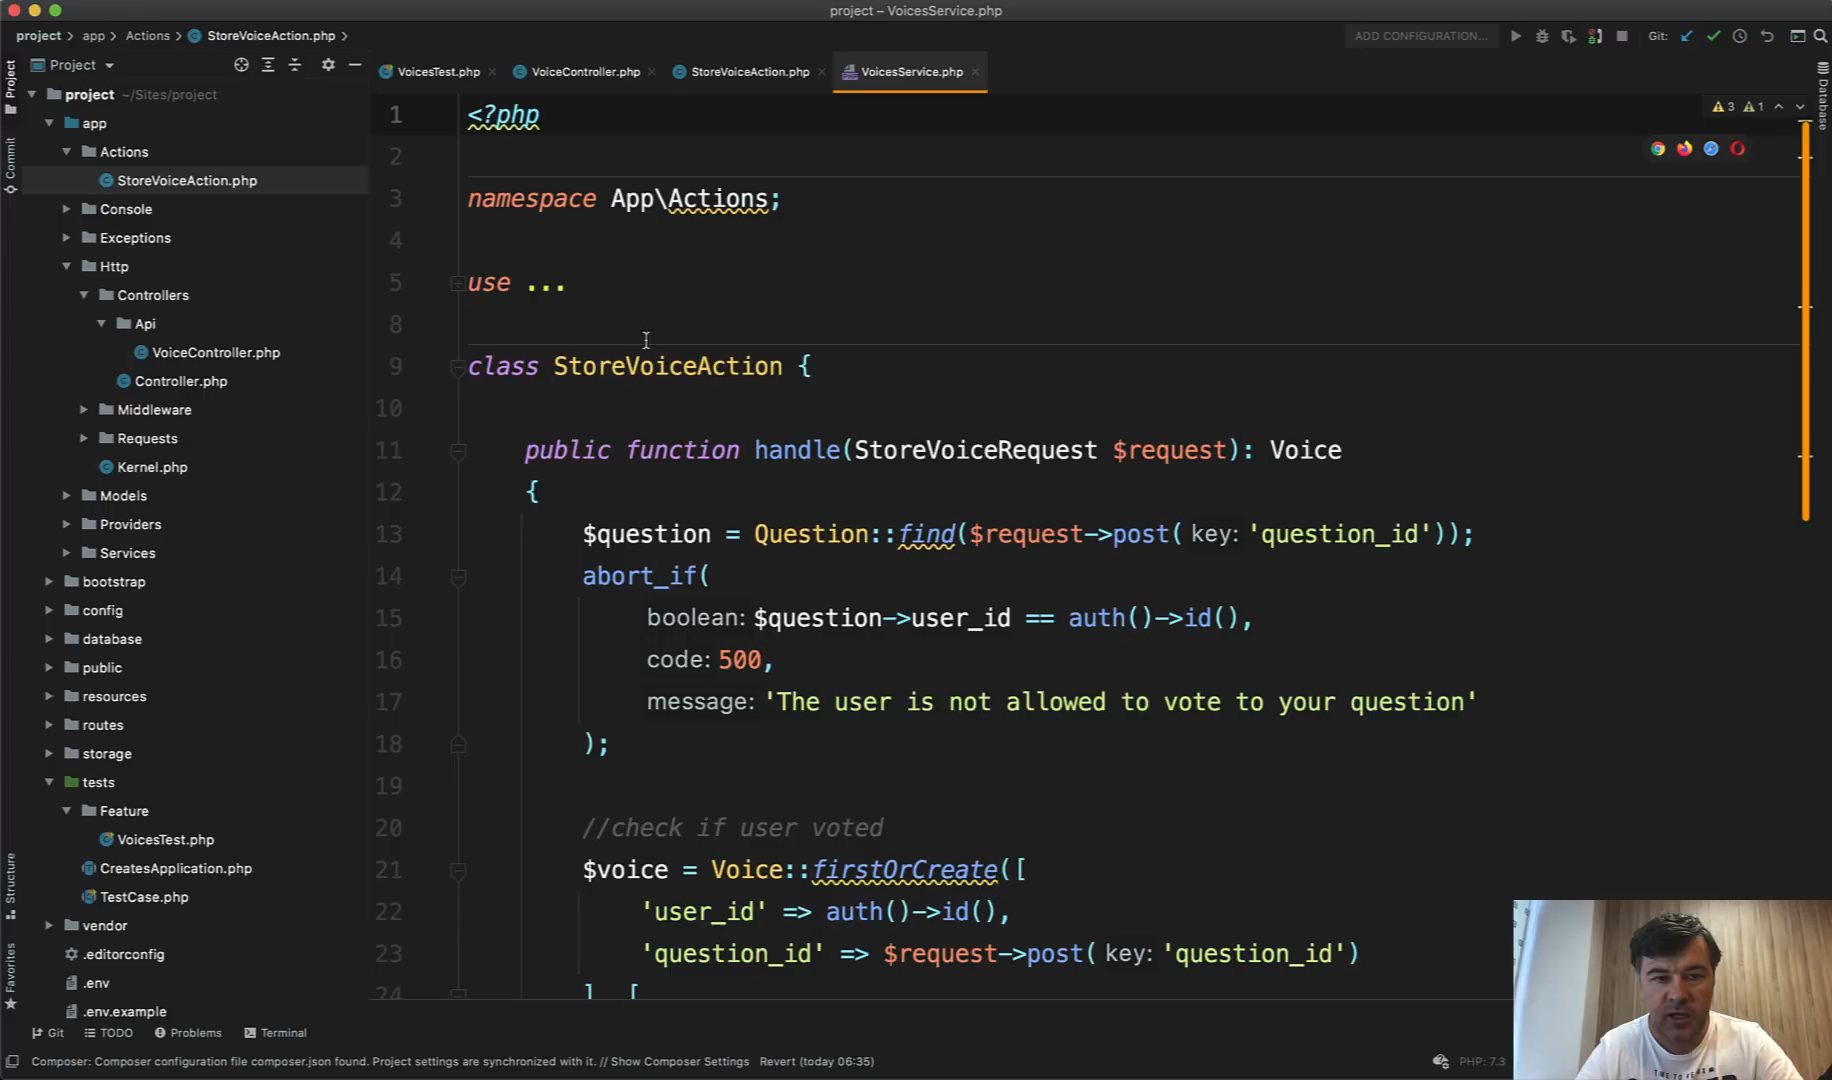 project – VoicesService.php
project > app > Actions > StoreVoiceAction.php >
ADD CONFIGURATION...
Git:
Project
VoicesTest.php
VoiceController.php
StoreVoiceAction.php
VoicesService.php
Project
Commit
Structure
Favorites
Database
3
1
project ~/Sites/project
app
Actions
StoreVoiceAction.php
Console
Exceptions
Http
Controllers
Api
VoiceController.php
Controller.php
Middleware
Requests
Kernel.php
Models
Providers
Services
bootstrap
config
database
public
resources
routes
storage
tests
Feature
VoicesTest.php
CreatesApplication.php
TestCase.php
vendor
.editorconfig
.env
.env.example
1 <?php
2
3 namespace App\Actions;
4
5 use ...
8
9 class StoreVoiceAction {
10
11 public function handle(StoreVoiceRequest $request): Voice
12 {
13 $question = Question::find($request->post( key: 'question_id'));
14 abort_if(
15 boolean: $question->user_id == auth()->id(),
16 code: 500,
17 message: 'The user is not allowed to vote to your question'
18 );
19
20 //check if user voted
21 $voice = Voice::firstOrCreate([
22 'user_id' => auth()->id(),
23 'question_id' => $request->post( key: 'question_id')
24 ], [
Git
TODO
Problems
Terminal
Composer: Composer configuration file composer.json found. Project settings are synchronized with it. // Show Composer Settings Revert (today 06:35)
PHP: 7.3